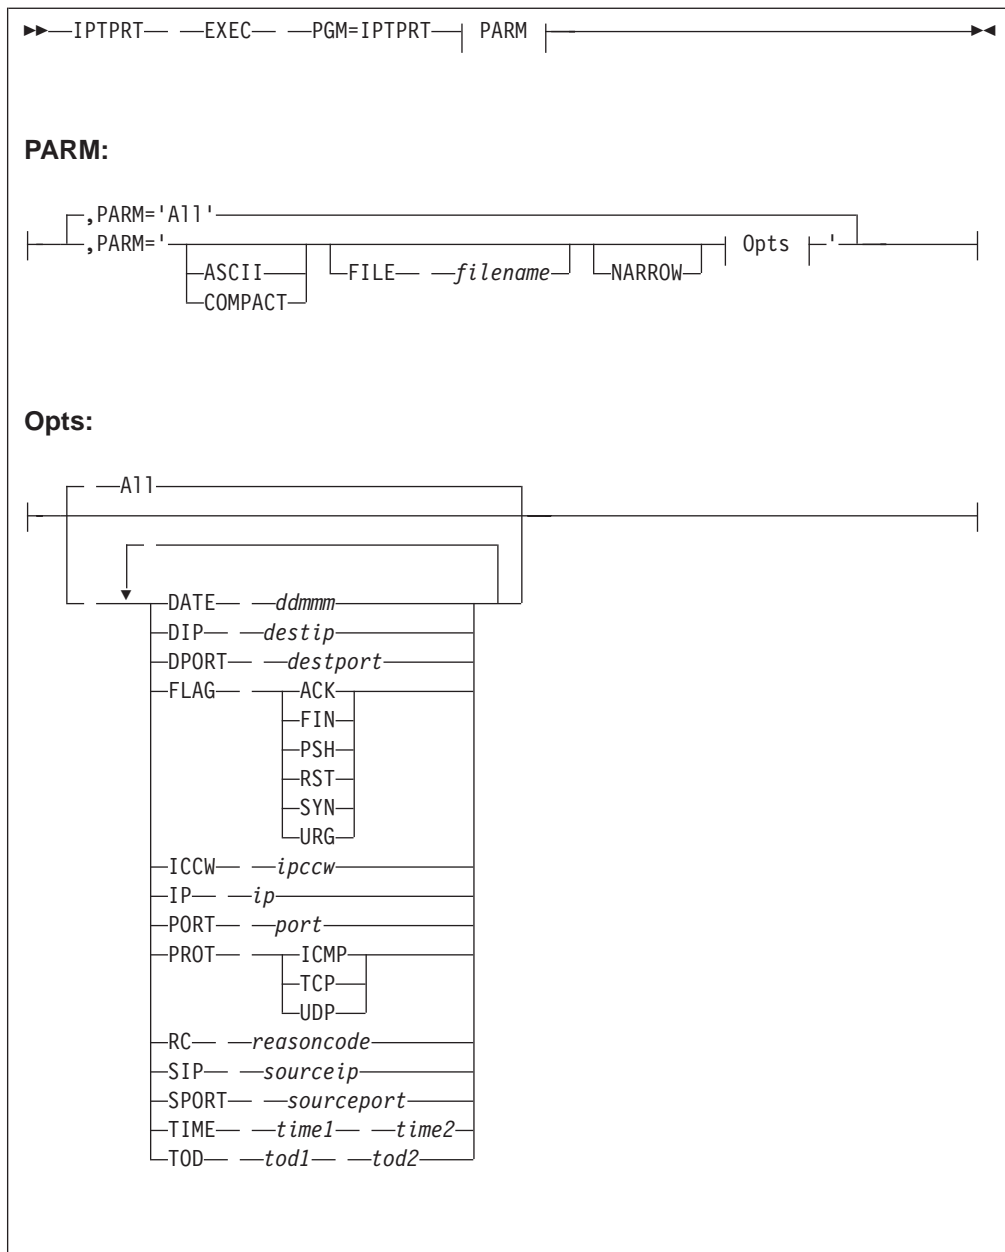 IPTPRT EXEC PGM=IPTPRT PARM
PARM:
,PARM='All'
,PARM=' Opts '
ASCII FILE filename NARROW
COMPACT
Opts:
All
DATE ddmmm
DIP destip
DPORT destport
FLAG ACK
FIN
PSH
RST
SYN
URG
ICCW ipccw
IP ip
PORT port
PROT ICMP
TCP
UDP
RC reasoncode
SIP sourceip
SPORT sourceport
TIME time1 time2
TOD tod1 tod2